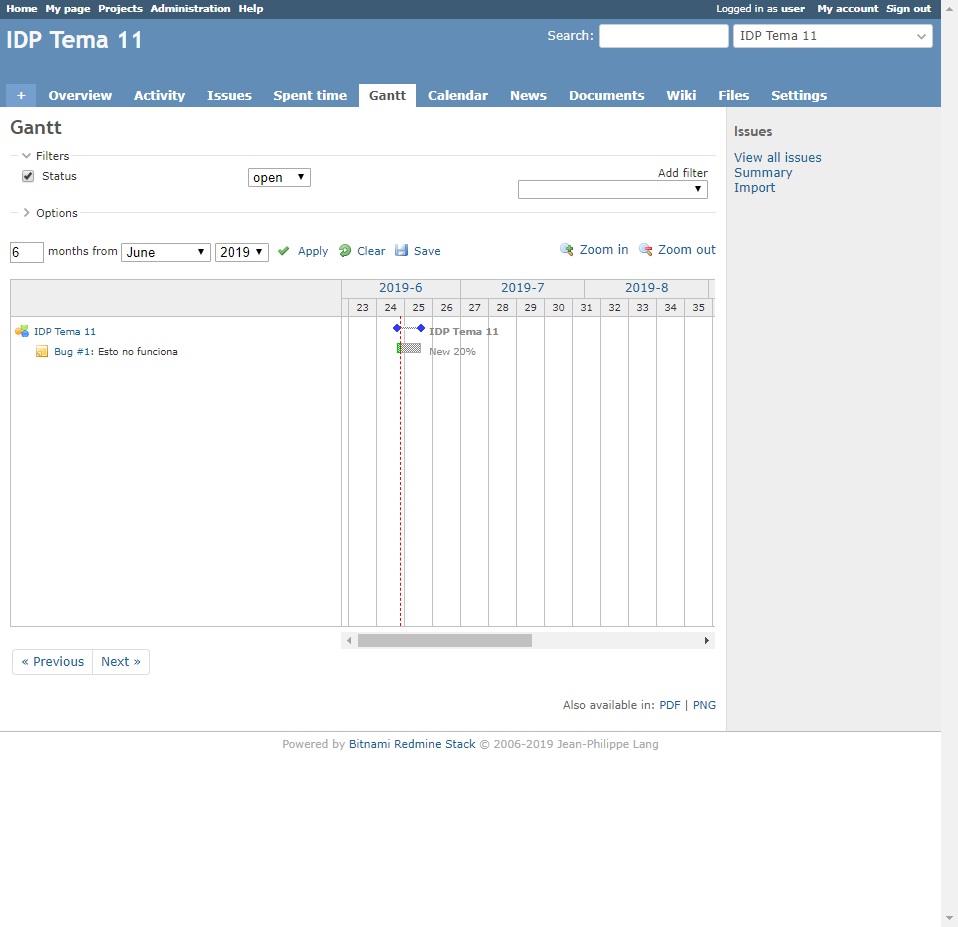 Home My page Projects Administration Help Logged in as user My account Sign out
IDP Tema 11 Search: IDP Tema 11
+ Overview Activity Issues Spent time Gantt Calendar News Documents Wiki Files Settings
Gantt
Filters
Status open Add filter
Options
6 months from June 2019 Apply Clear Save Zoom in Zoom out
2019-6 2019-7 2019-8
23 24 25 26 27 28 29 30 31 32 33 34 35
IDP Tema 11 IDP Tema 11
Bug #1: Esto no funciona New 20%
« Previous Next »
Also available in: PDF | PNG
Issues
View all issues
Summary
Import
Powered by Bitnami Redmine Stack © 2006-2019 Jean-Philippe Lang